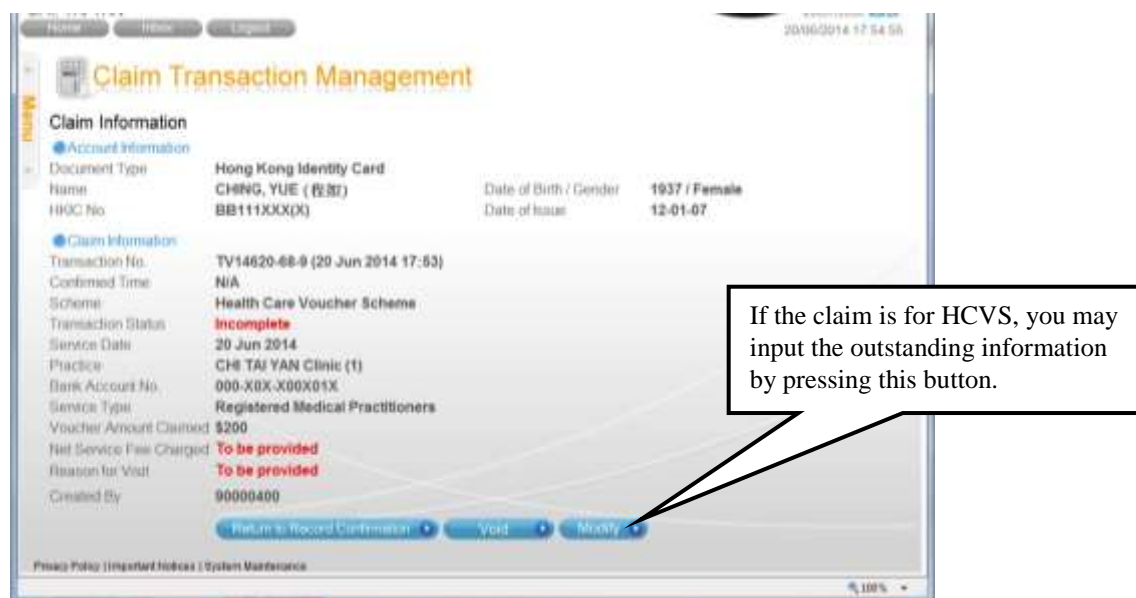 Home Inbox Logout
20/06/2014 17:54:55
Menu
Claim Transaction Management
Claim Information
Account Information
Document Type Hong Kong Identity Card
Name CHING, YUE (程如) Date of Birth / Gender 1937 / Female
HKIC No. BB111XXX(X) Date of Issue 12-01-07
Claim Information
Transaction No. TV14620-68-9 (20 Jun 2014 17:53)
Confirmed Time N/A
Scheme Health Care Voucher Scheme
Transaction Status Incomplete
Service Date 20 Jun 2014
Practice CHI TAI YAN Clinic (1)
Bank Account No. 000-X0X-X00X01X
Service Type Registered Medical Practitioners
Voucher Amount Claimed $200
Net Service Fee Charged To be provided
Reason for Visit To be provided
Created By 90000400
Return to Record Confirmation Void Modify
Privacy Policy | Important Notices | System Maintenance
100%
If the claim is for HCVS, you may
input the outstanding information
by pressing this button.